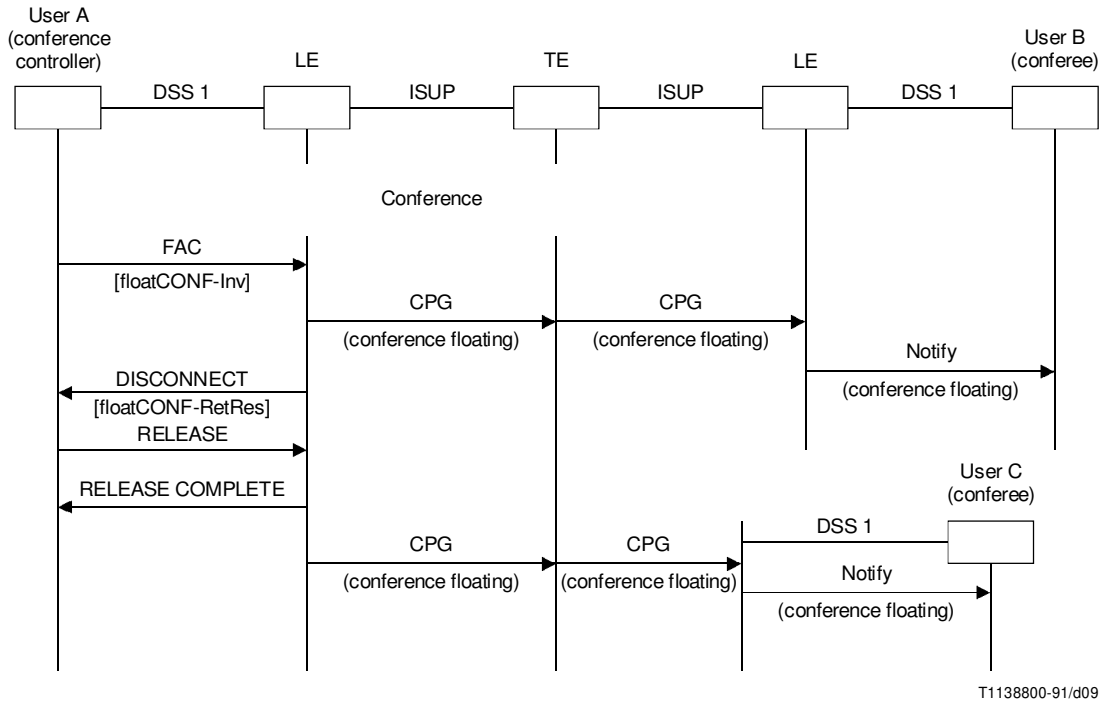 User A
(conference
controller)
LE
TE
LE
User B
(conferee)
DSS 1
ISUP
ISUP
DSS 1
Conference
FAC
[floatCONF-Inv]
CPG
(conference floating)
CPG
(conference floating)
Notify
(conference floating)
DISCONNECT
[floatCONF-RetRes]
RELEASE
RELEASE COMPLETE
User C
(conferee)
DSS 1
CPG
(conference floating)
CPG
(conference floating)
Notify
(conference floating)
T1138800-91/d09